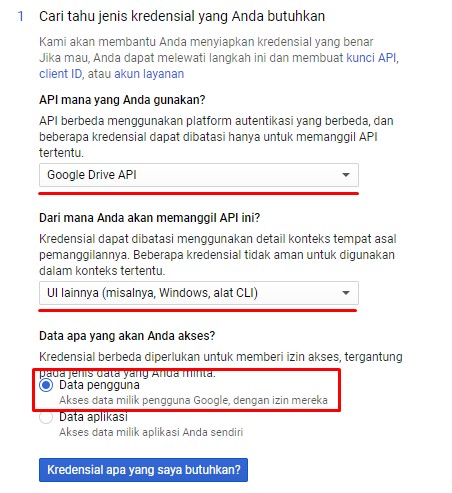 1 Cari tahu jenis kredensial yang Anda butuhkan
Kami akan membantu Anda menyiapkan kredensial yang benar
Jika mau, Anda dapat melewati langkah ini dan membuat kunci API,
client ID, atau akun layanan
API mana yang Anda gunakan?
API berbeda menggunakan platform autentikasi yang berbeda, dan
beberapa kredensial dapat dibatasi hanya untuk memanggil API
tertentu.
Google Drive API
Dari mana Anda akan memanggil API ini?
Kredensial dapat dibatasi menggunakan detail konteks tempat asal
pemanggilannya. Beberapa kredensial tidak aman untuk digunakan
dalam konteks tertentu.
UI lainnya (misalnya, Windows, alat CLI)
Data apa yang akan Anda akses?
Kredensial berbeda diperlukan untuk memberi izin akses, tergantung
pada jenis data yang Anda minta.
Data pengguna
Akses data milik pengguna Google, dengan izin mereka
Data aplikasi
Akses data milik aplikasi Anda sendiri
Kredensial apa yang saya butuhkan?